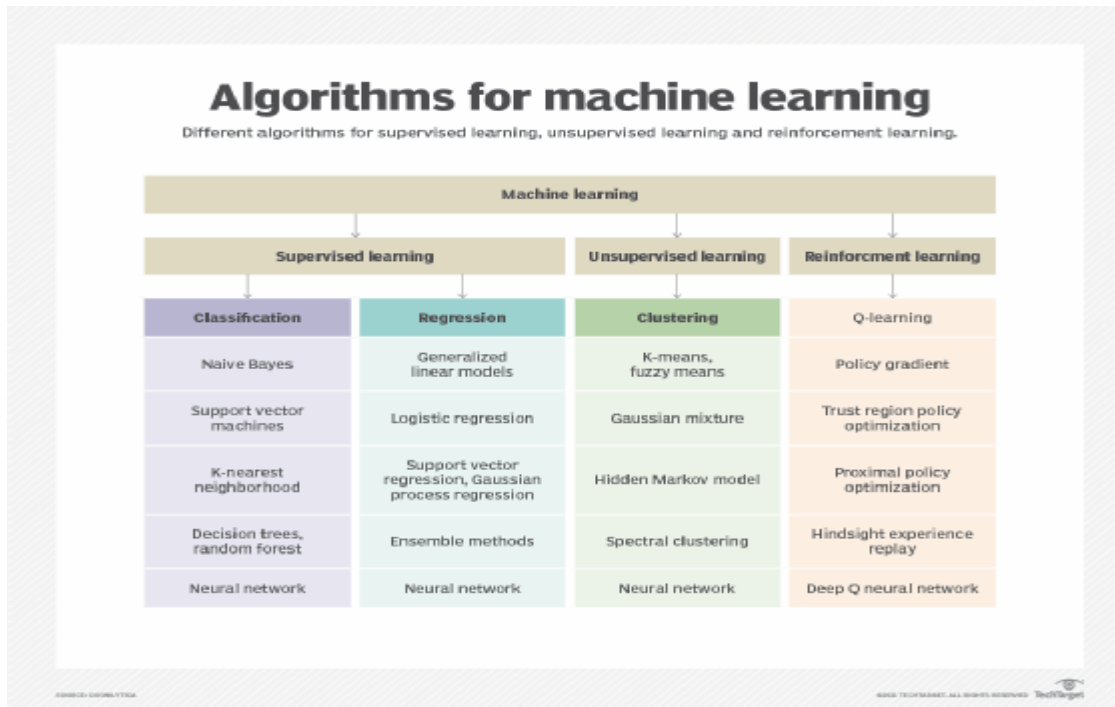 Algorithms for machine learning
Different algorithms for supervised learning, unsupervised learning and reinforcement learning.
Machine learning
Supervised learning
Unsupervised learning
Reinforcment learning
Classification
Regression
Clustering
Q-learning
Naive Bayes
Generalized
linear models
K-means,
fuzzy means
Policy gradient
Support vector
machines
Logistic regression
Gaussian mixture
Trust region policy
optimization
K-nearest
neighborhood
Support vector
regression, Gaussian
process regression
Hidden Markov model
Proximal policy
optimization
Decision trees,
random forest
Ensemble methods
Spectral clustering
Hindsight experience
replay
Neural network
Neural network
Neural network
Deep Q neural network
TECHTARGET. ALL RIGHTS RESERVED TechTarget